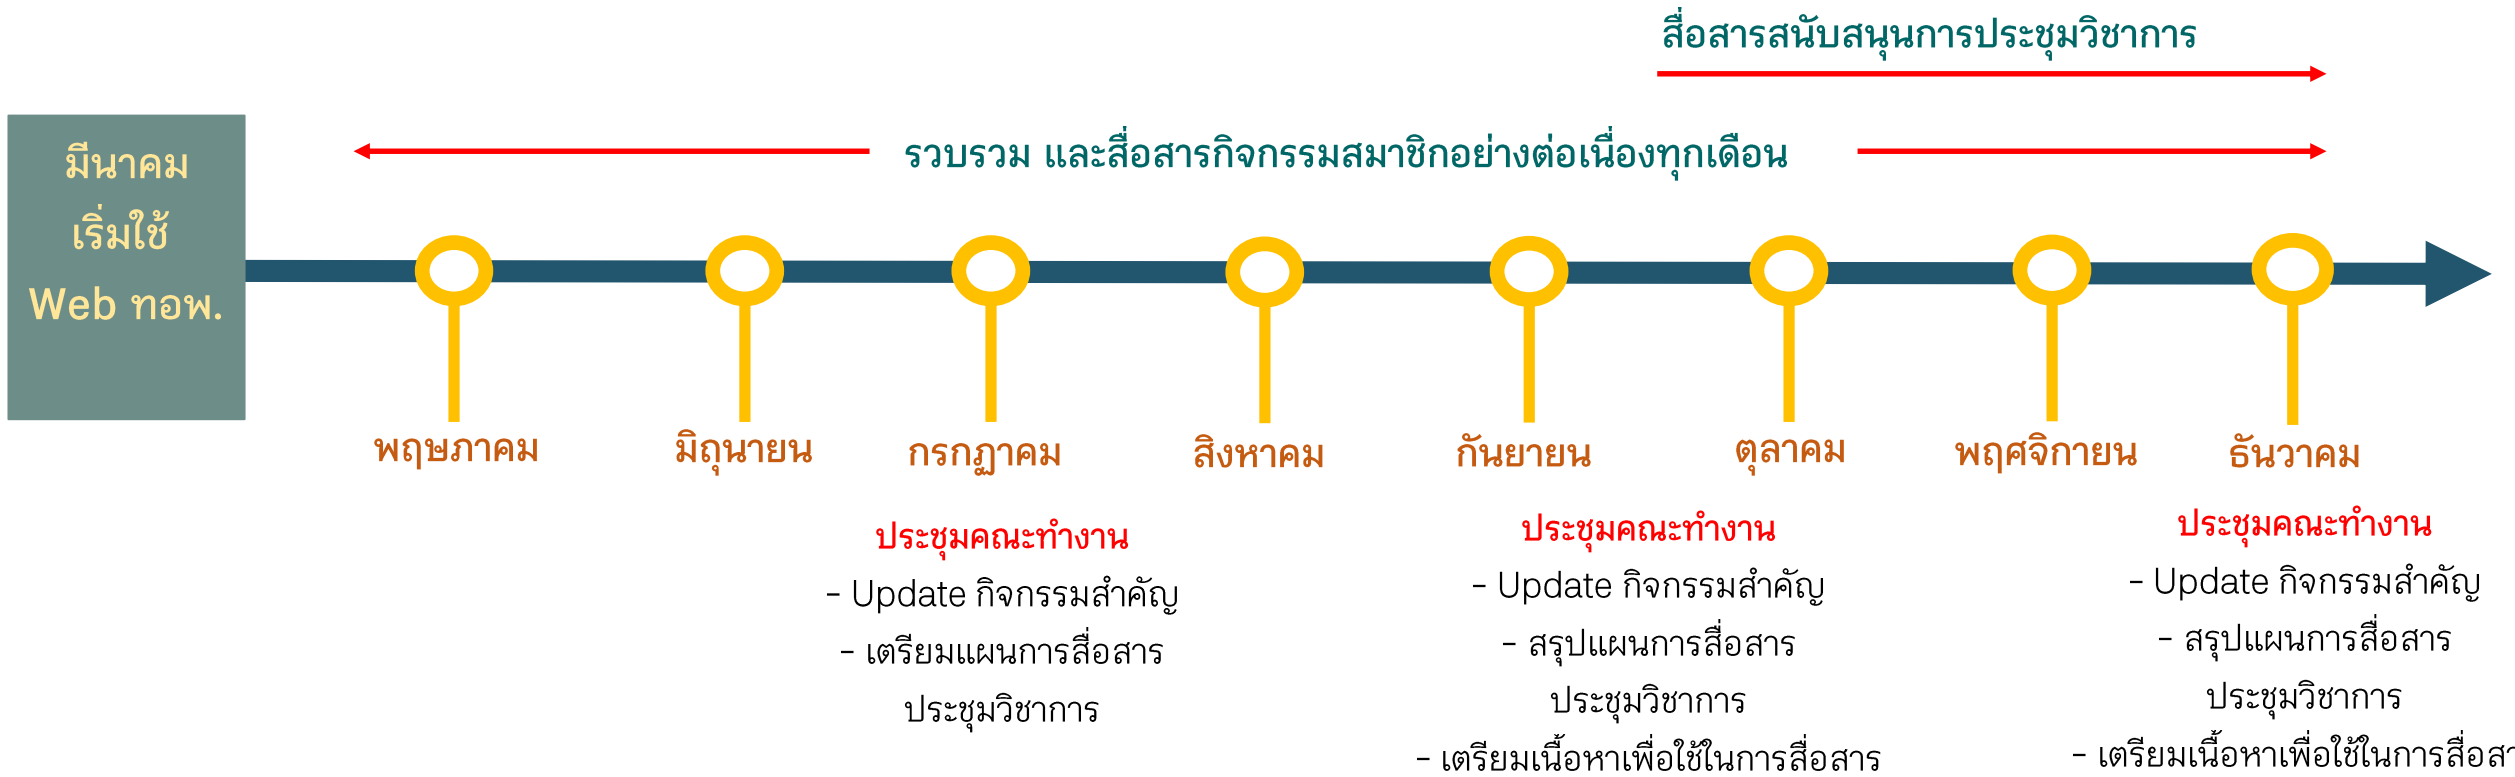 สื่อสารสนับสนุนการประชุมวิชาการ
รวบรวม และสื่อสารกิจกรรมสมาชิกอย่างต่อเนื่องทุกเดือน
มีนาคม
เริ่มใช้
Web ทอพ.
พฤษภาคม
มิถุนายน
กรกฏาคม
สิงหาคม
กันยายน
ตุลาคม
พฤศจิกายน
ธันวาคม
ประชุมคณะทำงาน
- Update กิจกรรมสำคัญ
- เตรียมแผนการสื่อสาร
ประชุมวิชาการ
ประชุมคณะทำงาน
- Update กิจกรรมสำคัญ
- สรุปแผนการสื่อสาร
ประชุมวิชาการ
- เตรียมเนื้อหาเพื่อใช้ในการสื่อสาร
ประชุมคณะทำงาน
- Update กิจกรรมสำคัญ
- สรุปแผนการสื่อสาร
ประชุมวิชาการ
- เตรียมเนื้อหาเพื่อใช้ในการสื่อสา